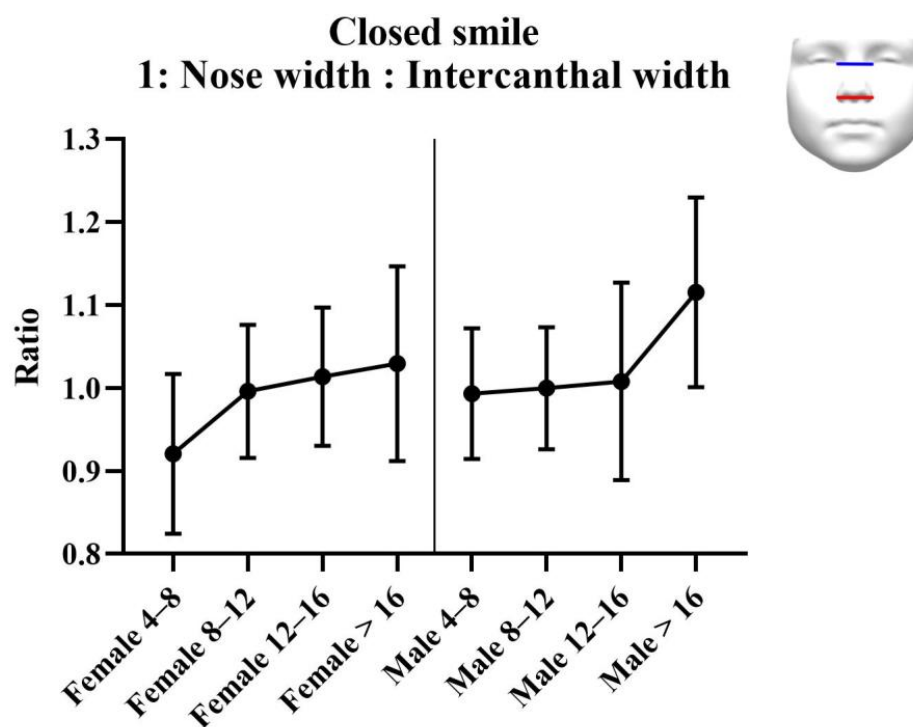 Closed smile
1: Nose width : Intercanthal width
Ratio
1.3
1.2
1.1
1.0
0.9
0.8
Female 4–8
Female 8–12
Female 12–16
Female > 16
Male 4–8
Male 8–12
Male 12–16
Male > 16